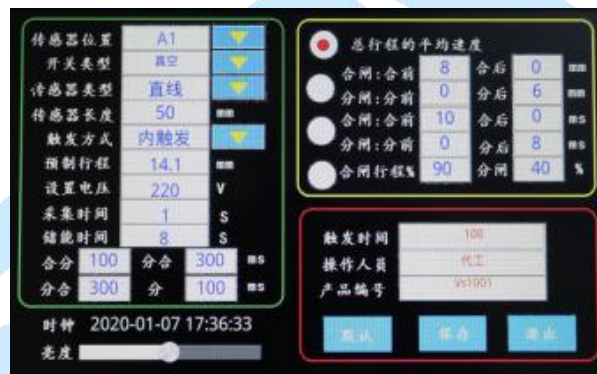 传感器位置 A1
开关类型 真空
传感器类型 直线
传感器长度 50 mm
触发方式 内触发
预制行程 14.1 mm
设置电压 220 V
采集时间 1 S
储能时间 8 S
合分 100 分合 300 ms
分合 300 分 100 ms
时钟 2020-01-07 17:36:33
亮度
总行程的平均速度
合闸:合前 8 合后 0 mm
分闸:分前 0 分后 6 mm
合闸:合前 10 合后 0 ms
分闸:分前 0 分后 8 ms
合闸行程% 90 分闸 40 %
触发时间 100
操作人员 代工
产品编号 Vs1001
默认 保存 退出